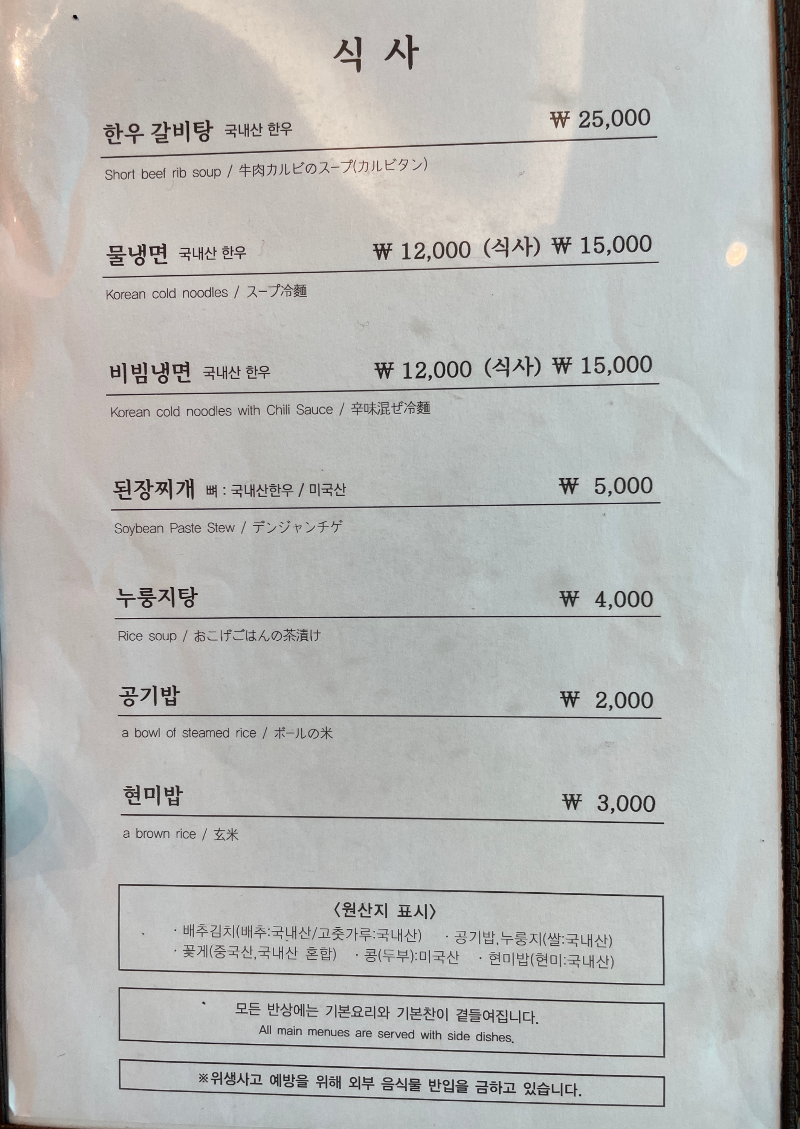 식 사
한우 갈비탕 국내산 한우 ₩ 25,000
Short beef rib soup / 牛肉カルビのスープ(カルビタン)
물냉면 국내산 한우 ₩ 12,000 (식사) ₩ 15,000
Korean cold noodles / スープ冷麵
비빔냉면 국내산 한우 ₩ 12,000 (식사) ₩ 15,000
Korean cold noodles with Chili Sauce / 辛味混ぜ冷麵
된장찌개 뼈 : 국내산한우 / 미국산 ₩ 5,000
Soybean Paste Stew / デンジャンチゲ
누룽지탕 ₩ 4,000
Rice soup / おこげごはんの茶漬け
공기밥 ₩ 2,000
a bowl of steamed rice / ボールの米
현미밥 ₩ 3,000
a brown rice / 玄米
〈원산지 표시〉
· 배추김치(배추:국내산/고춧가루:국내산) · 공기밥,누룽지(쌀:국내산)
· 꽃게(중국산,국내산 혼합) · 콩(두부):미국산 · 현미밥(현미:국내산)
모든 반상에는 기본요리와 기본찬이 곁들여집니다.
All main menues are served with side dishes.
※위생사고 예방을 위해 외부 음식물 반입을 금하고 있습니다.